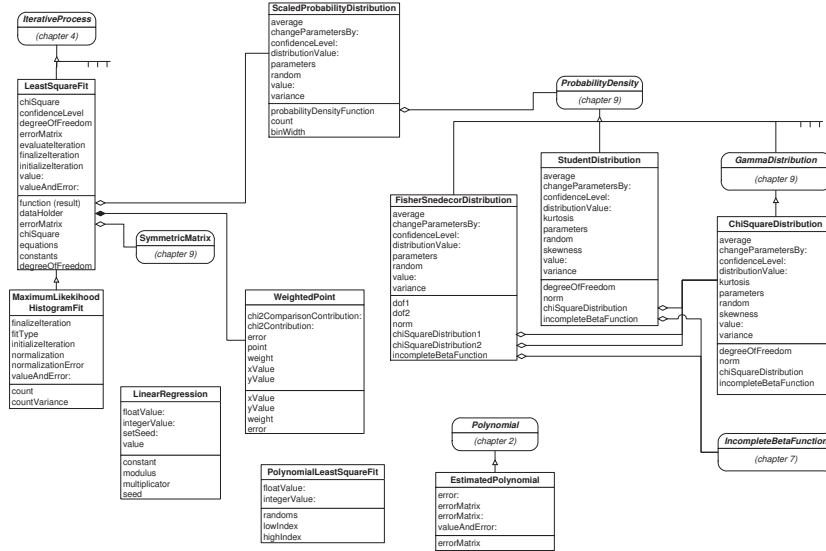 IterativeProcess
(chapter 4)
LeastSquareFit
chiSquare
confidenceLevel
degreeOfFreedom
errorMatrix
evaluateIteration
finalizeIteration
initializeIteration
value:
valueAndError:
function (result)
dataHolder
errorMatrix
chiSquare
equations
constants
degreeOfFreedom
MaximumLikekihood
HistogramFit
finalizeIteration
fitType
initializeIteration
normalization
normalizationError
valueAndError:
count
countVariance
SymmetricMatrix
(chapter 9)
LinearRegression
floatValue:
integerValue:
setSeed:
value
constant
modulus
multiplicator
seed
ScaledProbabilityDistribution
average
changeParametersBy:
confidenceLevel:
distributionValue:
parameters
random
value:
variance
probabilityDensityFunction
count
binWidth
WeightedPoint
chi2ComparisonContribution:
chi2Contribution:
error
point
weight
xValue
yValue
xValue
yValue
weight
error
PolynomialLeastSquareFit
floatValue:
integerValue:
randoms
lowIndex
highIndex
ProbabilityDensity
(chapter 9)
FisherSnedecorDistribution
average
changeParametersBy:
confidenceLevel:
distributionValue:
parameters
random
value:
variance
dof1
dof2
norm
chiSquareDistribution1
chiSquareDistribution2
incompleteBetaFunction
StudentDistribution
average
changeParametersBy:
confidenceLevel:
distributionValue:
kurtosis
parameters
random
skewness
value:
variance
degreeOfFreedom
norm
chiSquareDistribution
incompleteBetaFunction
GammaDistribution
(chapter 9)
ChiSquareDistribution
average
changeParametersBy:
confidenceLevel:
distributionValue:
kurtosis
parameters
random
skewness
value:
variance
degreeOfFreedom
norm
chiSquareDistribution
incompleteBetaFunction
Polynomial
(chapter 2)
EstimatedPolynomial
error:
errorMatrix
errorMatrix:
valueAndError:
errorMatrix
IncompleteBetaFunction
(chapter 7)